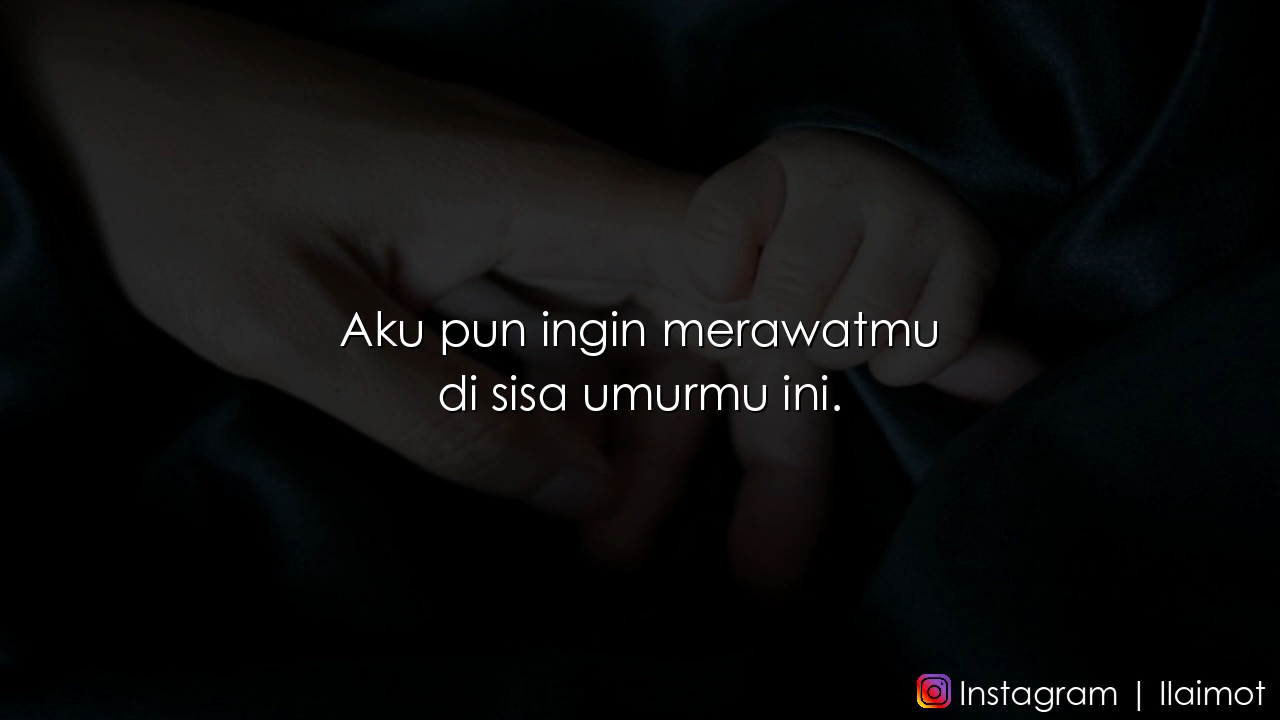 Aku pun ingin merawatmu
di sisa umurmu ini.
Instagram | Ilaimot